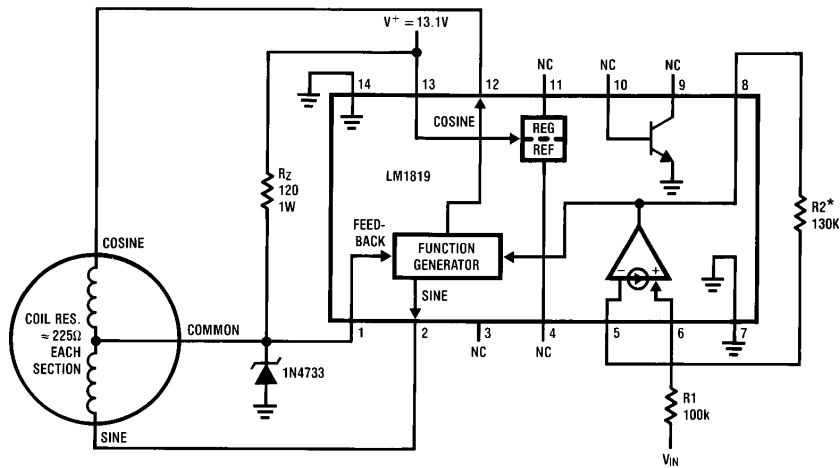 V⁺ = 13.1V
NC
NC
NC
14
13
12
11
10
9
8
COSINE
REG
REF
LM1819
RZ
120
1W
R2*
130K
FEED-
BACK
FUNCTION
GENERATOR
COSINE
SINE
− +
COIL RES.
≈ 225Ω
EACH
SECTION
COMMON
1
2
3
4
5
6
7
NC
NC
1N4733
SINE
R1
100k
VIN